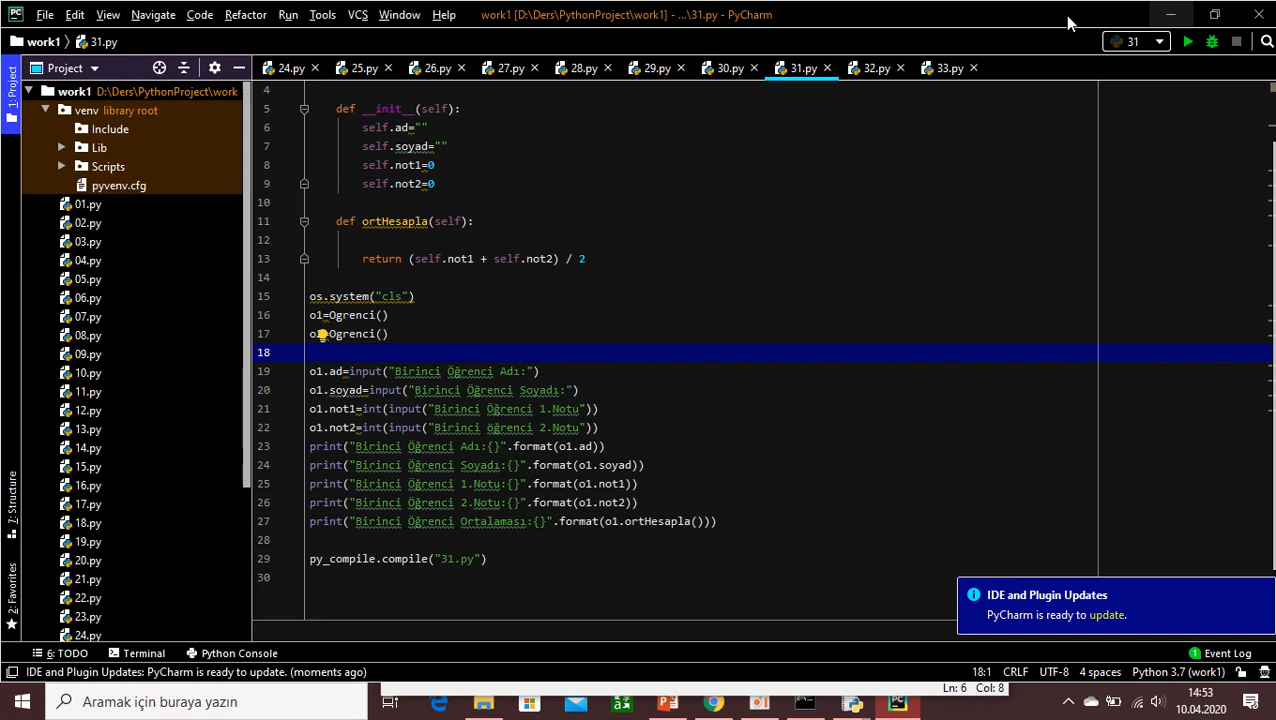 PC File Edit View Navigate Code Refactor Run Tools VCS Window Help work1 [D:\Ders\PythonProject\work1] - ...\31.py - PyCharm
work1 31.py 31
1: Project
Project 24.py 25.py 26.py 27.py 28.py 29.py 30.py 31.py 32.py 33.py
work1 D:\Ders\PythonProject\work
venv library root
Include
Lib
Scripts
pyvenv.cfg
01.py
02.py
03.py
04.py
05.py
06.py
07.py
08.py
09.py
10.py
11.py
12.py
13.py
14.py
15.py
16.py
17.py
18.py
19.py
20.py
21.py
22.py
23.py
24.py
7: Structure
2: Favorites
4
5 def __init__(self):
6 self.ad=""
7 self.soyad=""
8 self.not1=0
9 self.not2=0
10
11 def ortHesapla(self):
12
13 return (self.not1 + self.not2) / 2
14
15 os.system("cls")
16 o1=Ogrenci()
17 o=Ogrenci()
18
19 o1.ad=input("Birinci Öğrenci Adı:")
20 o1.soyad=input("Birinci Öğrenci Soyadı:")
21 o1.not1=int(input("Birinci Öğrenci 1.Notu"))
22 o1.not2=int(input("Birinci öğrenci 2.Notu"))
23 print("Birinci Öğrenci Adı:{}".format(o1.ad))
24 print("Birinci Öğrenci Soyadı:{}".format(o1.soyad))
25 print("Birinci Öğrenci 1.Notu:{}".format(o1.not1))
26 print("Birinci Öğrenci 2.Notu:{}".format(o1.not2))
27 print("Birinci Öğrenci Ortalaması:{}".format(o1.ortHesapla()))
28
29 py_compile.compile("31.py")
30
IDE and Plugin Updates
PyCharm is ready to update.
6: TODO Terminal Python Console 1 Event Log
IDE and Plugin Updates: PyCharm is ready to update. (moments ago) 18:1 CRLF UTF-8 4 spaces Python 3.7 (work1)
Ln: 6 Col: 8
Aramak için buraya yazın
14:53
10.04.2020